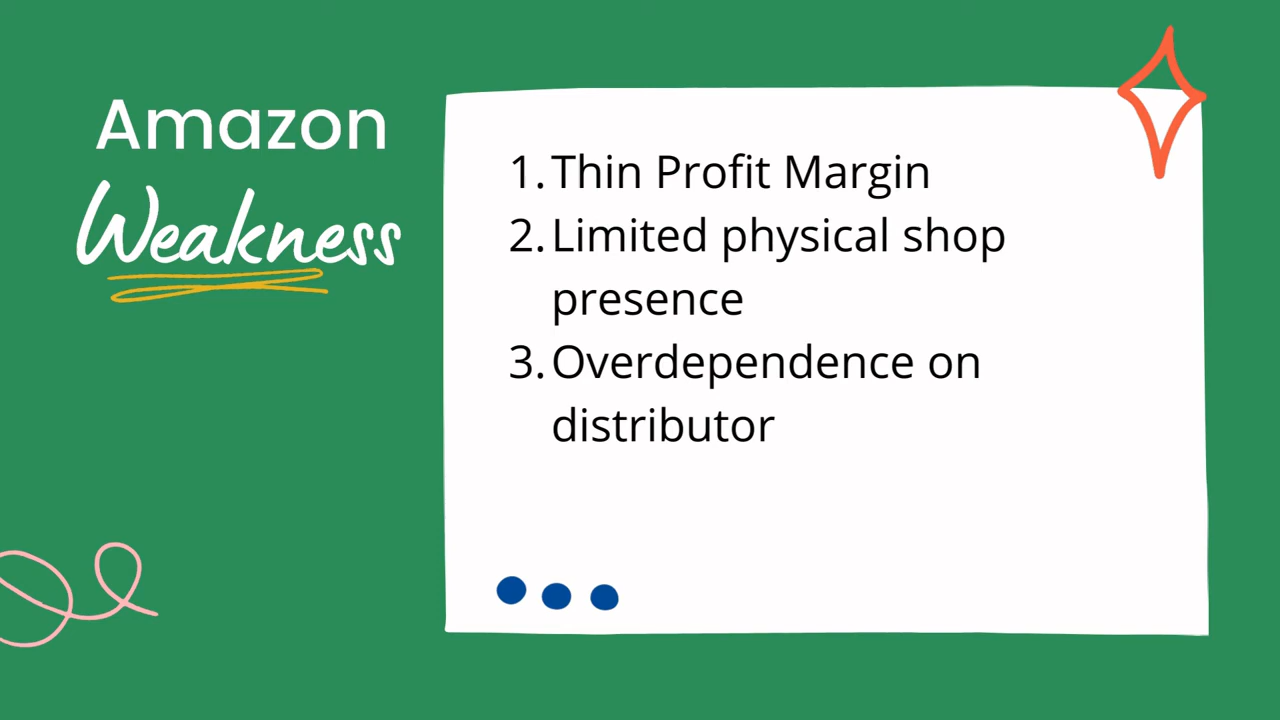 Amazon
Weakness
1. Thin Profit Margin
2. Limited physical shop
presence
3. Overdependence on
distributor